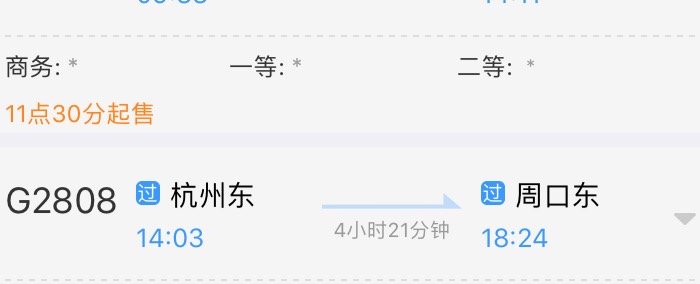 商务: * 一等: * 二等: *
11点30分起售
G2808 过 杭州东 过 周口东
4小时21分钟
14:03 18:24